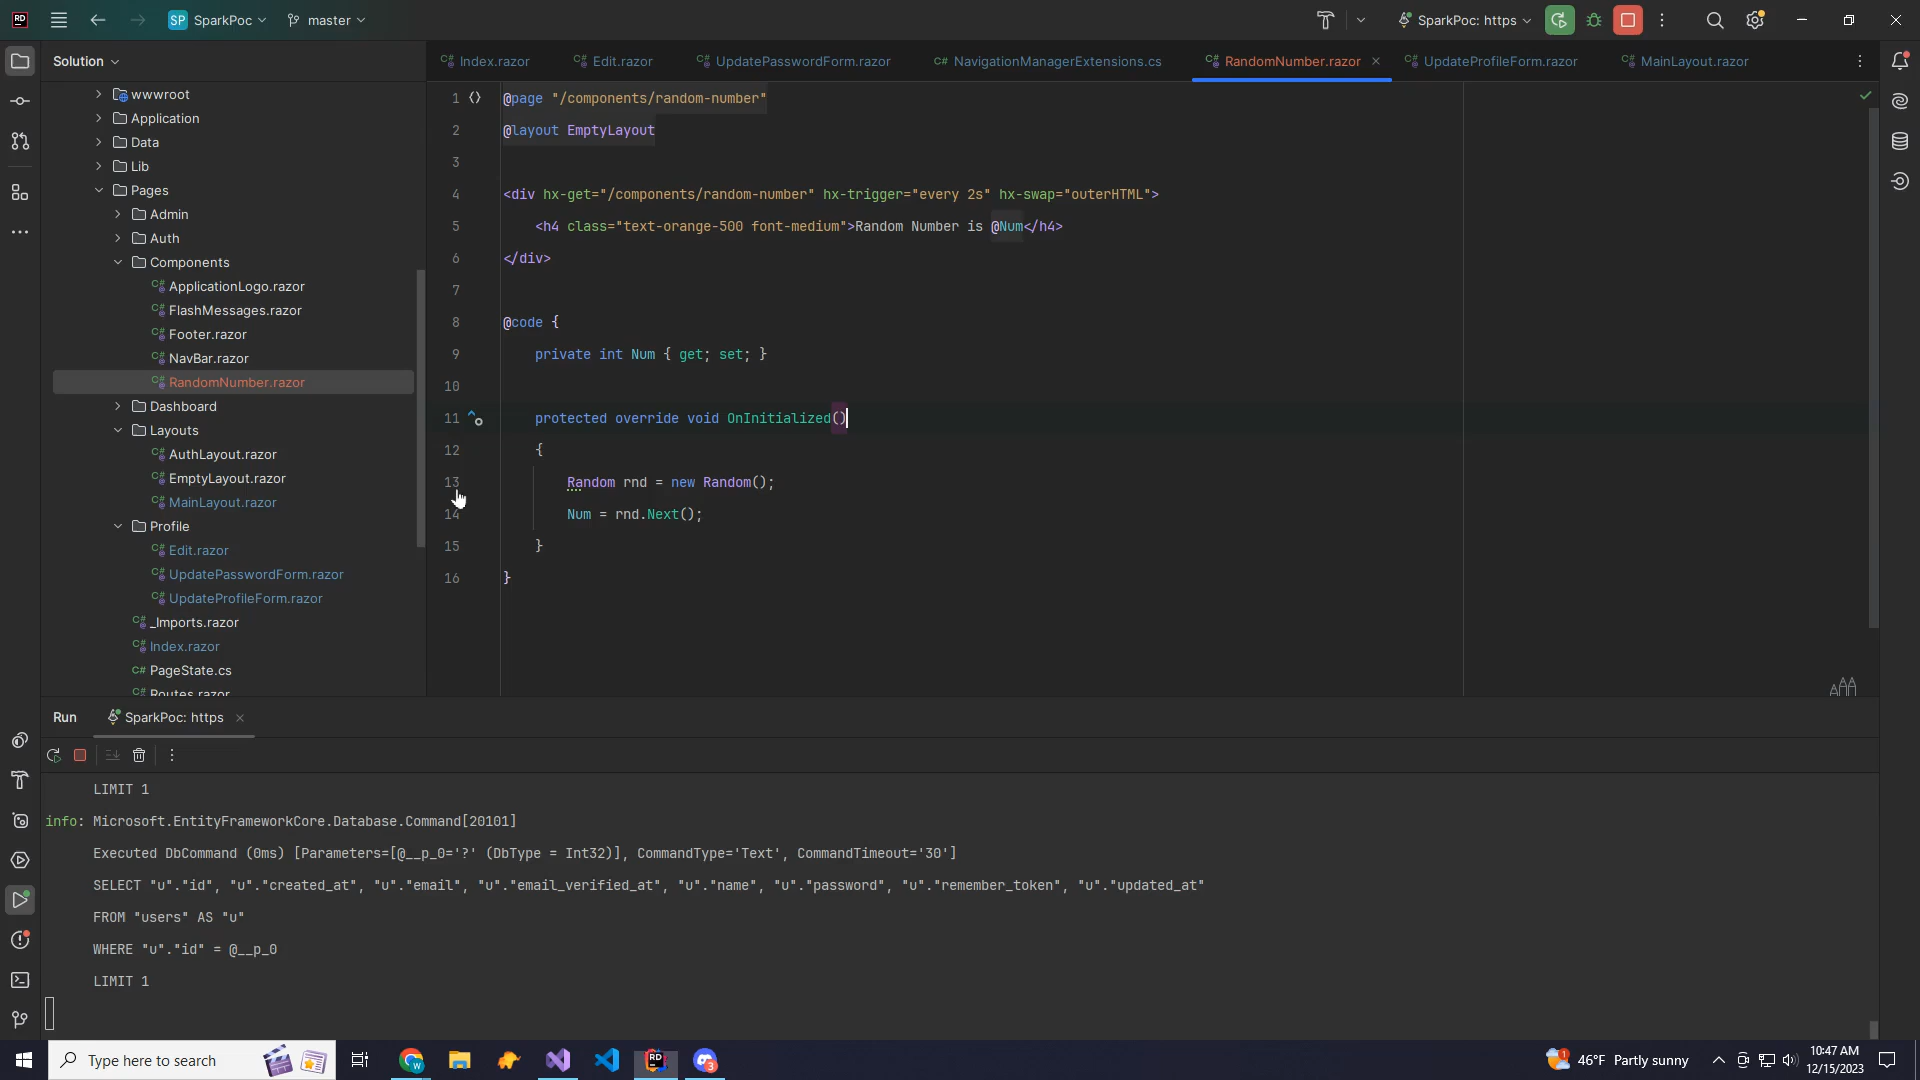 RD
SP SparkPoc
master
SparkPoc: https
Solution
Index.razor
Edit.razor
UpdatePasswordForm.razor
C# NavigationManagerExtensions.cs
RandomNumber.razor
UpdateProfileForm.razor
MainLayout.razor
wwwroot
Application
Data
Lib
Pages
Admin
Auth
Components
ApplicationLogo.razor
FlashMessages.razor
Footer.razor
NavBar.razor
RandomNumber.razor
Dashboard
Layouts
AuthLayout.razor
EmptyLayout.razor
MainLayout.razor
Profile
Edit.razor
UpdatePasswordForm.razor
UpdateProfileForm.razor
_Imports.razor
Index.razor
C# PageState.cs
Routes.razor
1 @page "/components/random-number"
2 @layout EmptyLayout
3
4 <div hx-get="/components/random-number" hx-trigger="every 2s" hx-swap="outerHTML">
5 <h4 class="text-orange-500 font-medium">Random Number is @Num</h4>
6 </div>
7
8 @code {
9 private int Num { get; set; }
10
11 protected override void OnInitialized()
12 {
13 Random rnd = new Random();
14 Num = rnd.Next();
15 }
16 }
Run SparkPoc: https
LIMIT 1
info: Microsoft.EntityFrameworkCore.Database.Command[20101]
Executed DbCommand (0ms) [Parameters=[@__p_0='?' (DbType = Int32)], CommandType='Text', CommandTimeout='30']
SELECT "u"."id", "u"."created_at", "u"."email", "u"."email_verified_at", "u"."name", "u"."password", "u"."remember_token", "u"."updated_at"
FROM "users" AS "u"
WHERE "u"."id" = @__p_0
LIMIT 1
Type here to search
46°F Partly sunny
10:47 AM
12/15/2023